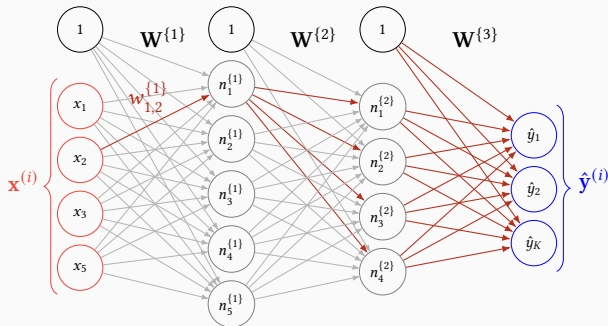 1
W^{1}
1
W^{2}
1
W^{3}
w_{1,2}^{1}
x_1
x_2
x_3
x_5
x^(i)
n_1^{1}
n_2^{1}
n_3^{1}
n_4^{1}
n_5^{1}
n_1^{2}
n_2^{2}
n_3^{2}
n_4^{2}
ŷ_1
ŷ_2
ŷ_K
ŷ^(i)